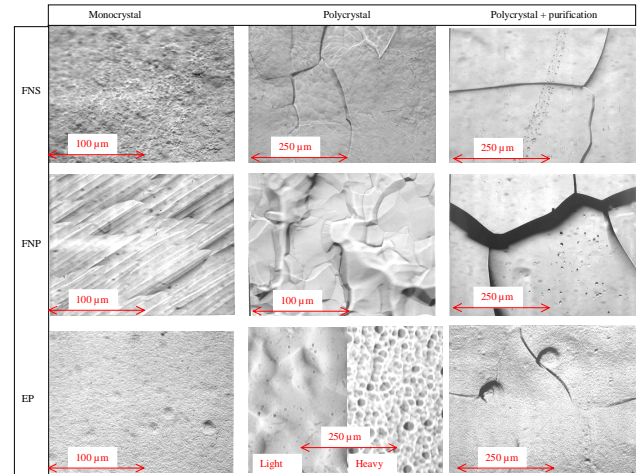 Monocrystal Polycrystal Polycrystal + purification
FNS
100 µm 250 µm 250 µm
FNP
100 µm 100 µm 250 µm
EP
100 µm 250 µm 250 µm
Light Heavy